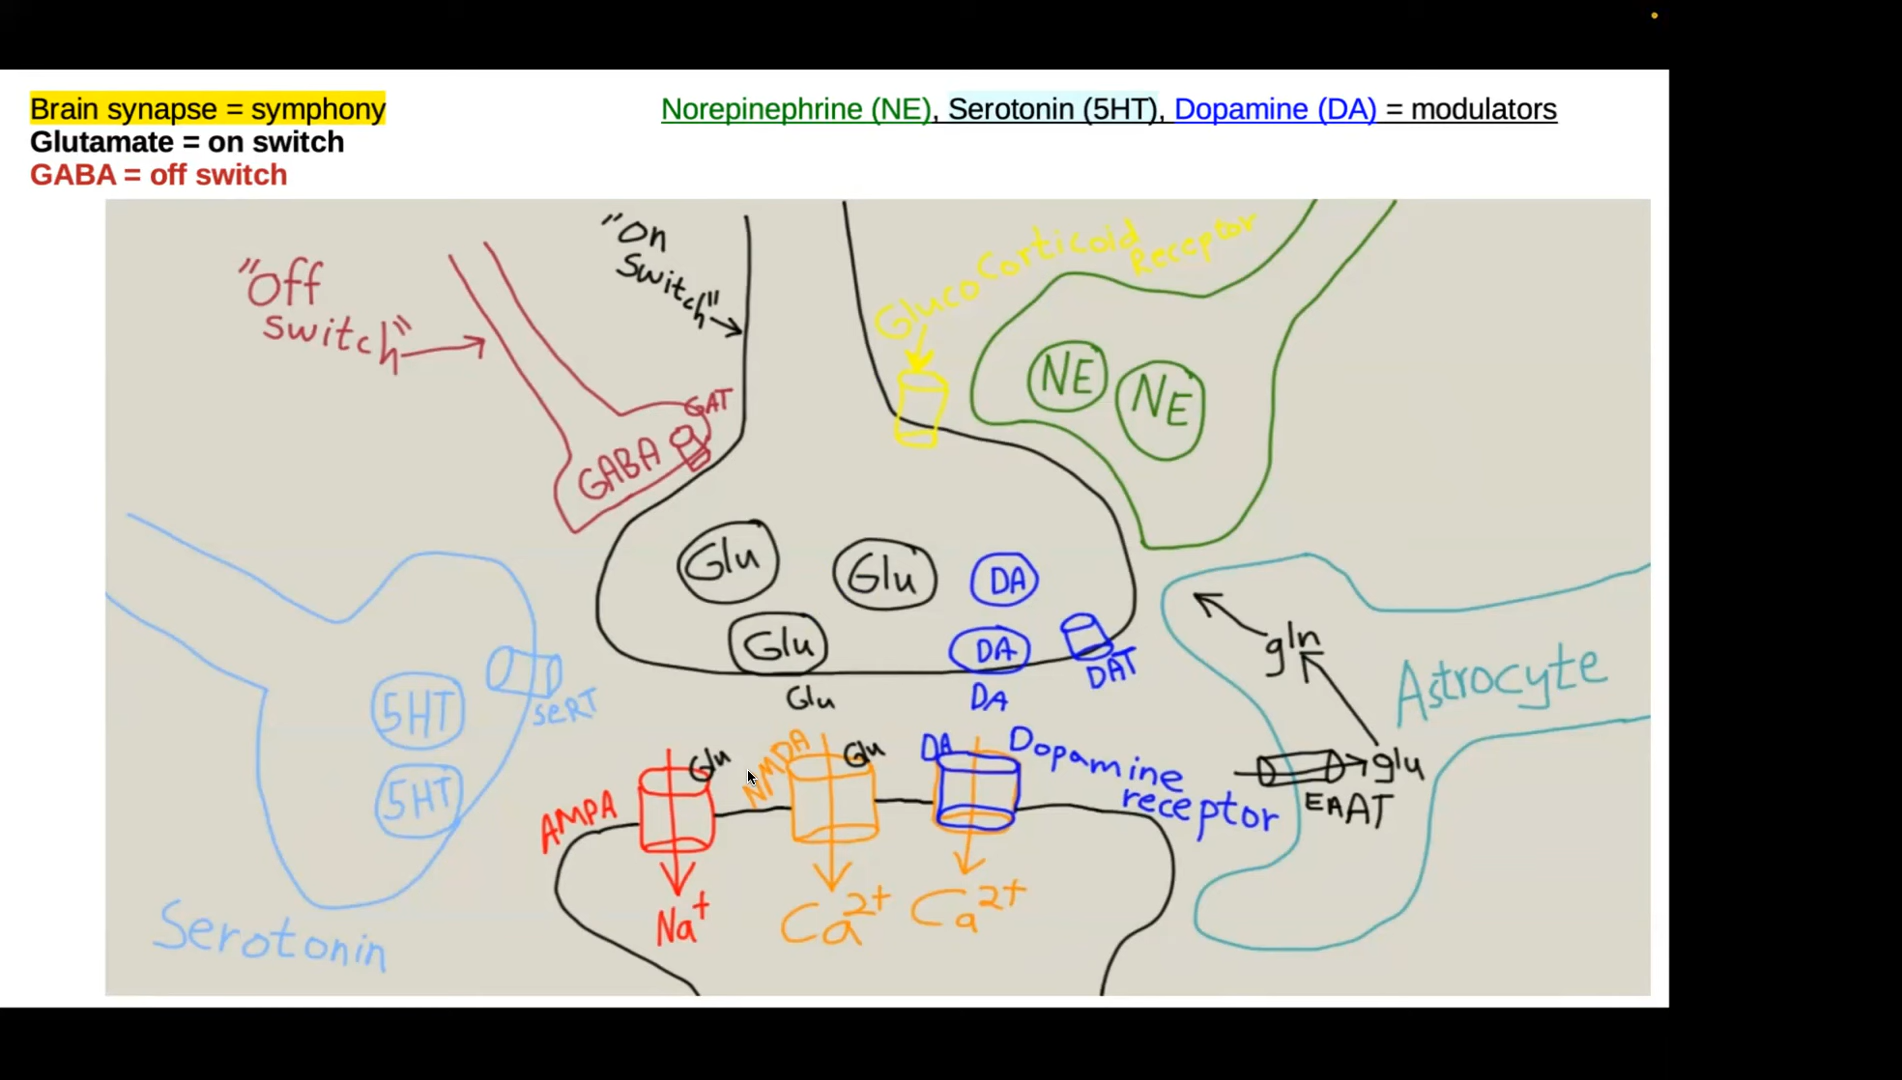 Brain synapse = symphony
Glutamate = on switch
GABA = off switch
Norepinephrine (NE), Serotonin (5HT), Dopamine (DA) = modulators
"Off
switch"
"On
switch"
Glucocorticoid
Receptor
NE
NE
GAT
GABA
Glu
Glu
DA
Glu
DA
DAT
Glu
DA
5HT
SERT
5HT
Serotonin
gln
Astrocyte
glu
EAAT
AMPA
Glu
NMDA
Glu
DA
Dopamine
receptor
Na+
Ca2+
Ca2+